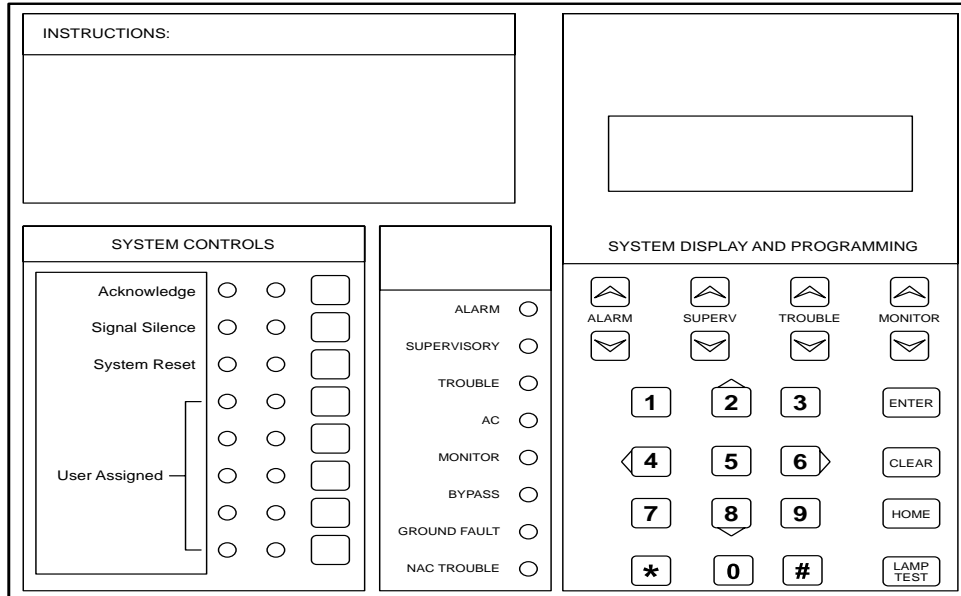 INSTRUCTIONS:
SYSTEM CONTROLS
Acknowledge
Signal Silence
System Reset
User Assigned
ALARM
SUPERVISORY
TROUBLE
AC
MONITOR
BYPASS
GROUND FAULT
NAC TROUBLE
SYSTEM DISPLAY AND PROGRAMMING
ALARM SUPERV TROUBLE MONITOR
1 2 3 ENTER
4 5 6 CLEAR
7 8 9 HOME
* 0 # LAMP
TEST